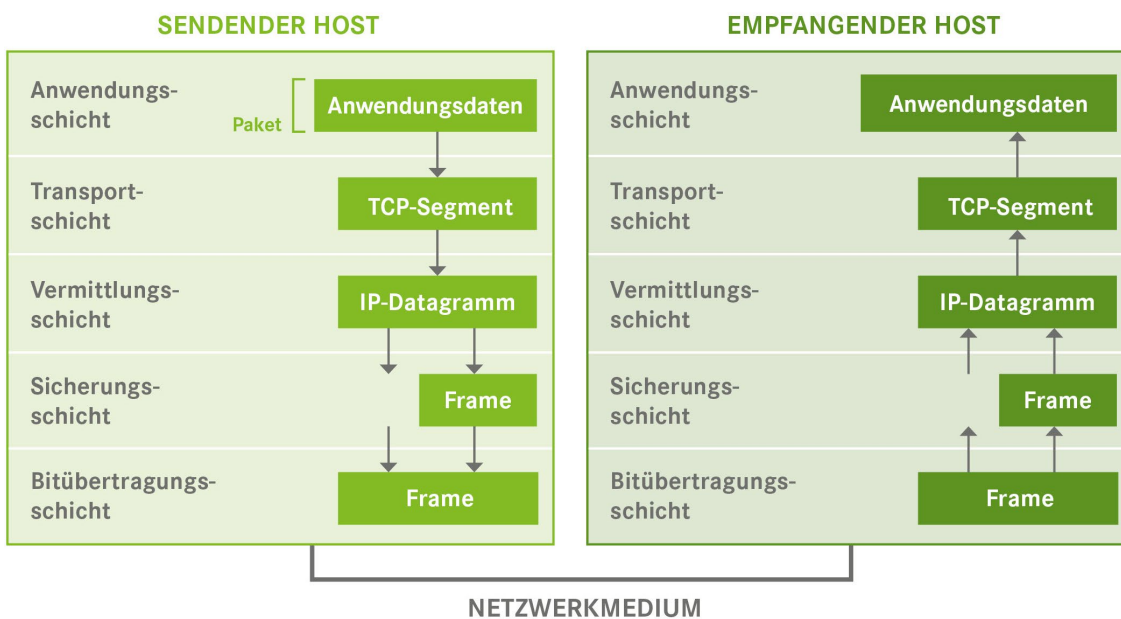 SENDENDER HOST
Anwendungs-
schicht
Paket
Anwendungsdaten
Transport-
schicht
TCP-Segment
Vermittlungs-
schicht
IP-Datagramm
Sicherungs-
schicht
Frame
Bitübertragungs-
schicht
Frame
EMPFANGENDER HOST
Anwendungs-
schicht
Anwendungsdaten
Transport-
schicht
TCP-Segment
Vermittlungs-
schicht
IP-Datagramm
Sicherungs-
schicht
Frame
Bitübertragungs-
schicht
Frame
NETZWERKMEDIUM